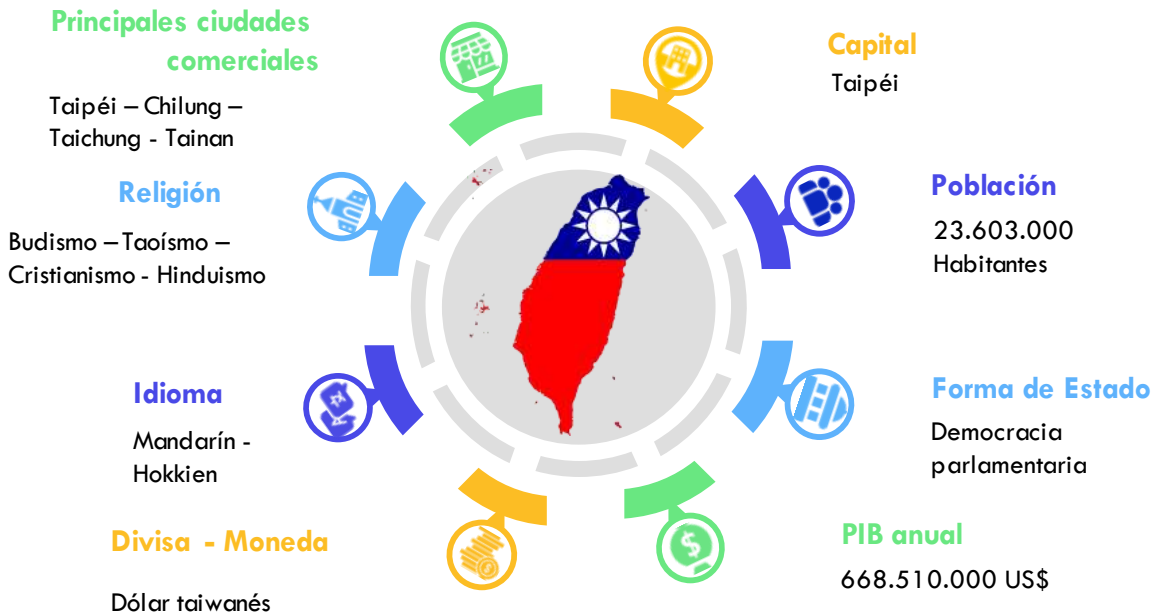 Principales ciudades
comerciales
Taipéi – Chilung –
Taichung - Tainan
Religión
Budismo – Taoísmo –
Cristianismo - Hinduismo
Idioma
Mandarín -
Hokkien
Divisa - Moneda
Dólar taiwanés
Capital
Taipéi
Población
23.603.000
Habitantes
Forma de Estado
Democracia
parlamentaria
PIB anual
668.510.000 US$